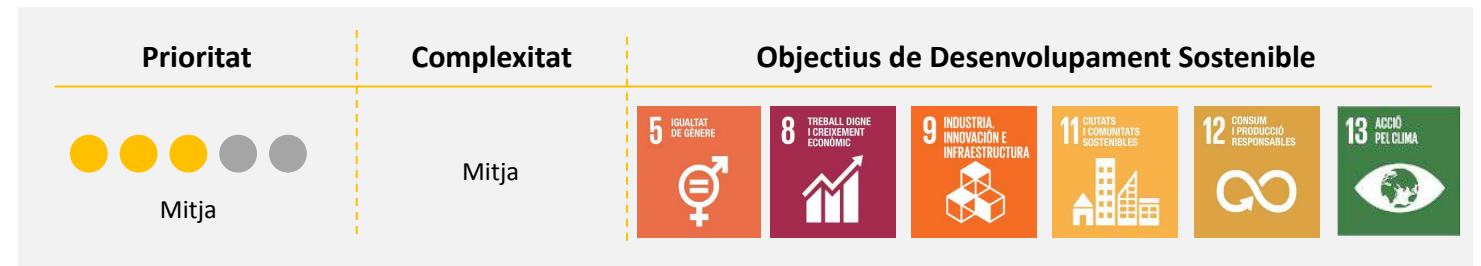 Prioritat
Complexitat
Objectius de Desenvolupament Sostenible
Mitja
Mitja
5 IGUALTAT
DE GÈNERE
8 TREBALL DIGNE
I CREIXEMENT
ECONÒMIC
9 INDUSTRIA,
INNOVACIÓN E
INFRAESTRUCTURA
11 CIUTATS
I COMUNITATS
SOSTENIBLES
12 CONSUM
I PRODUCCIÓ
RESPONSABLES
13 ACCIÓ
PEL CLIMA